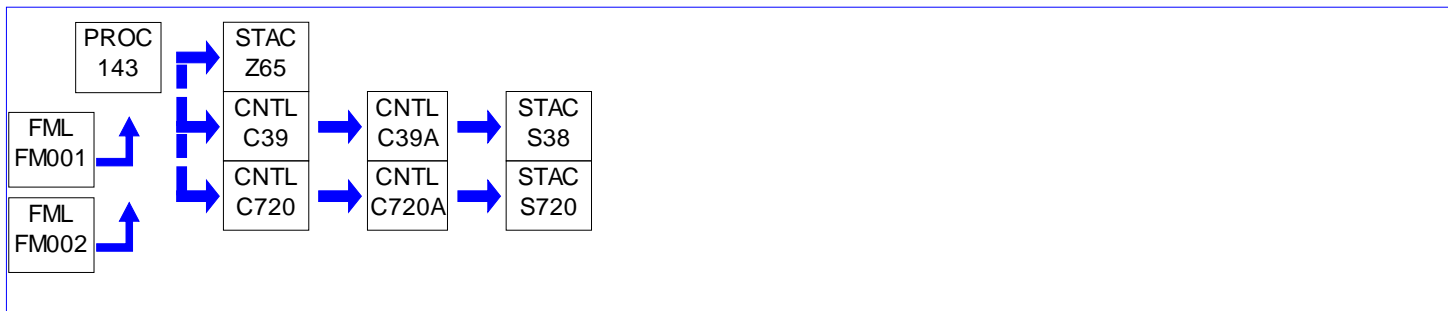 PROC
143
STAC
Z65
FML
FM001
CNTL
C39
CNTL
C39A
STAC
S38
FML
FM002
CNTL
C720
CNTL
C720A
STAC
S720